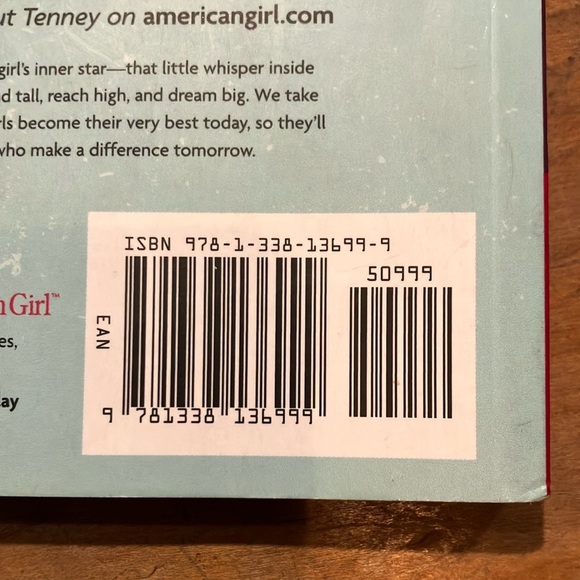 ut Tenney on americangirl.com
girl's inner star—that little whisper inside
d tall, reach high, and dream big. We take
rls become their very best today, so they'll
who make a difference tomorrow.
ISBN 978-1-338-13699-9
50999
EAN
9 781338 136999
n Girl™
es,
ay